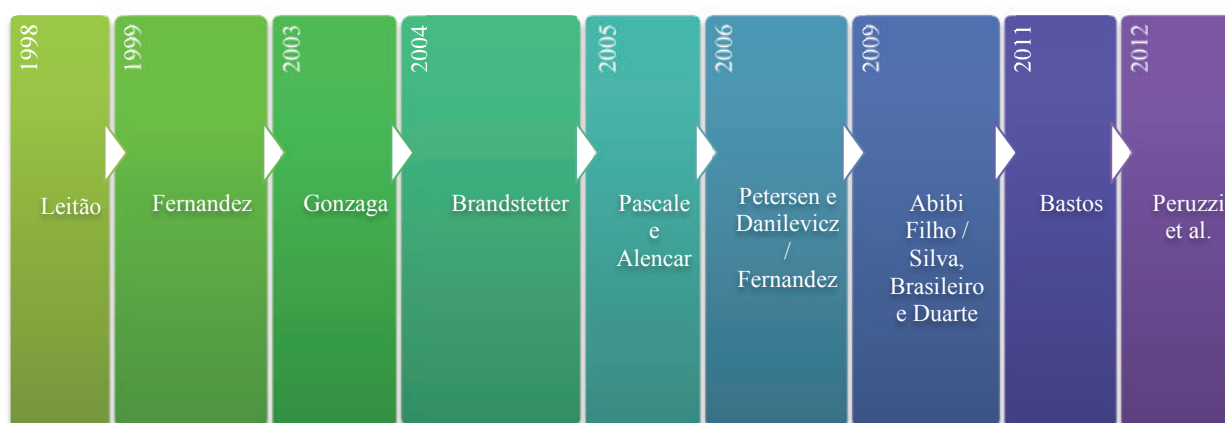 1998
Leitão
1999
Fernandez
2003
Gonzaga
2004
Brandstetter
2005
Pascale
e
Alencar
2006
Petersen e
Danilevicz
/
Fernandez
2009
Abibi
Filho /
Silva,
Brasileiro
e Duarte
2011
Bastos
2012
Peruzzi
et al.